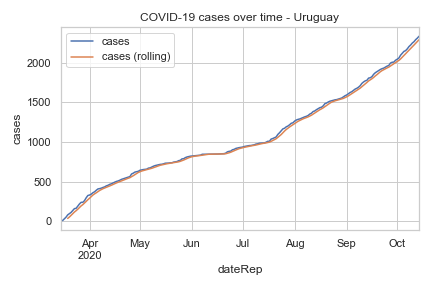 COVID-19 cases over time - Uruguay
cases
cases (rolling)
cases
2000
1500
1000
500
0
Apr May Jun Jul Aug Sep Oct
2020
dateRep